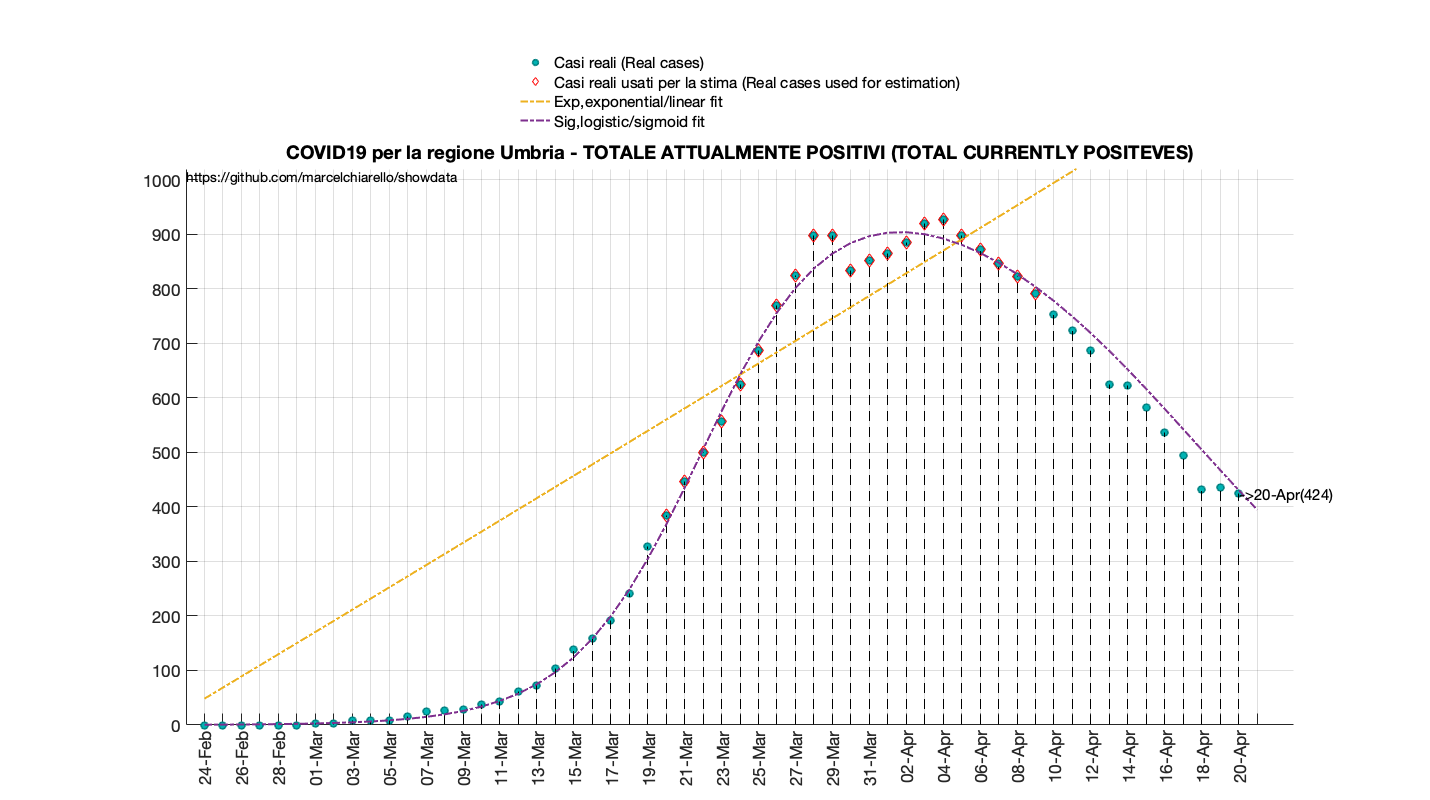 Casi reali (Real cases)
Casi reali usati per la stima (Real cases used for estimation)
Exp,exponential/linear fit
Sig,logistic/sigmoid fit
COVID19 per la regione Umbria - TOTALE ATTUALMENTE POSITIVI (TOTAL CURRENTLY POSITEVES)
https://github.com/marcelchiarello/showdata
1000
900
800
700
600
500
400
300
200
100
0
->20-Apr(424)
24-Feb
26-Feb
28-Feb
01-Mar
03-Mar
05-Mar
07-Mar
09-Mar
11-Mar
13-Mar
15-Mar
17-Mar
19-Mar
21-Mar
23-Mar
25-Mar
27-Mar
29-Mar
31-Mar
02-Apr
04-Apr
06-Apr
08-Apr
10-Apr
12-Apr
14-Apr
16-Apr
18-Apr
20-Apr